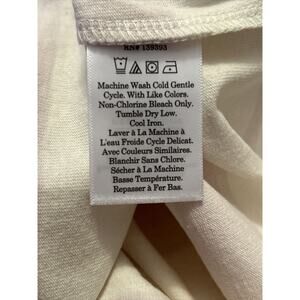 RN# 139393
Machine Wash Cold Gentle
Cycle. With Like Colors.
Non-Chlorine Bleach Only.
Tumble Dry Low.
Cool Iron.
Laver à La Machine à
L'eau Froide Cycle Delicat.
Avec Couleurs Similaires.
Blanchir Sans Chlore.
Sécher à La Machine
Basse Température.
Repasser à Fer Bas.